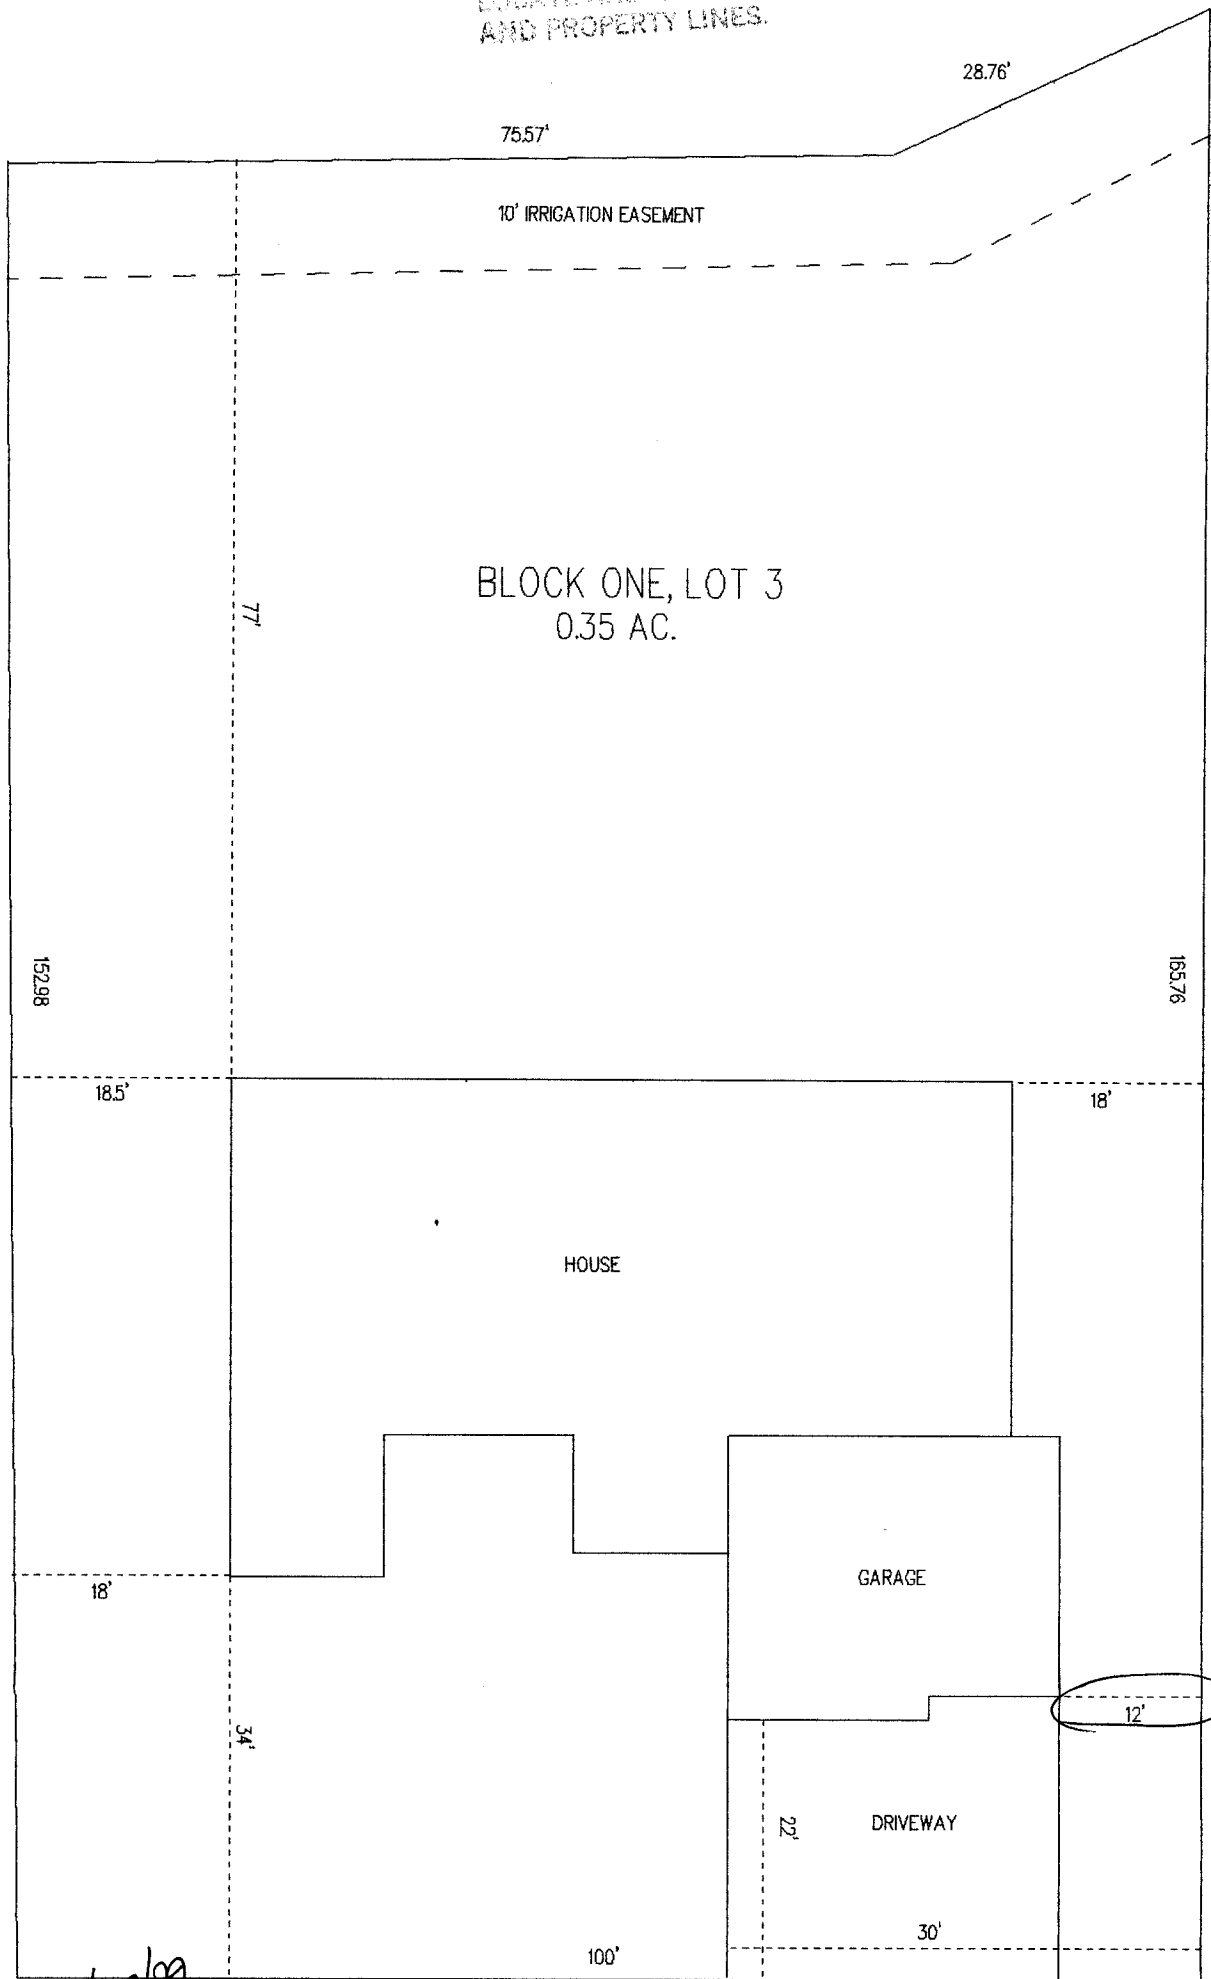 AND PROPERTY LINES.
28.76'
75.57'
10' IRRIGATION EASEMENT
BLOCK ONE, LOT 3
0.35 AC.
77'
152.98
165.76
18.5'
18'
HOUSE
GARAGE
18'
12'
34'
22'
DRIVEWAY
30'
100'